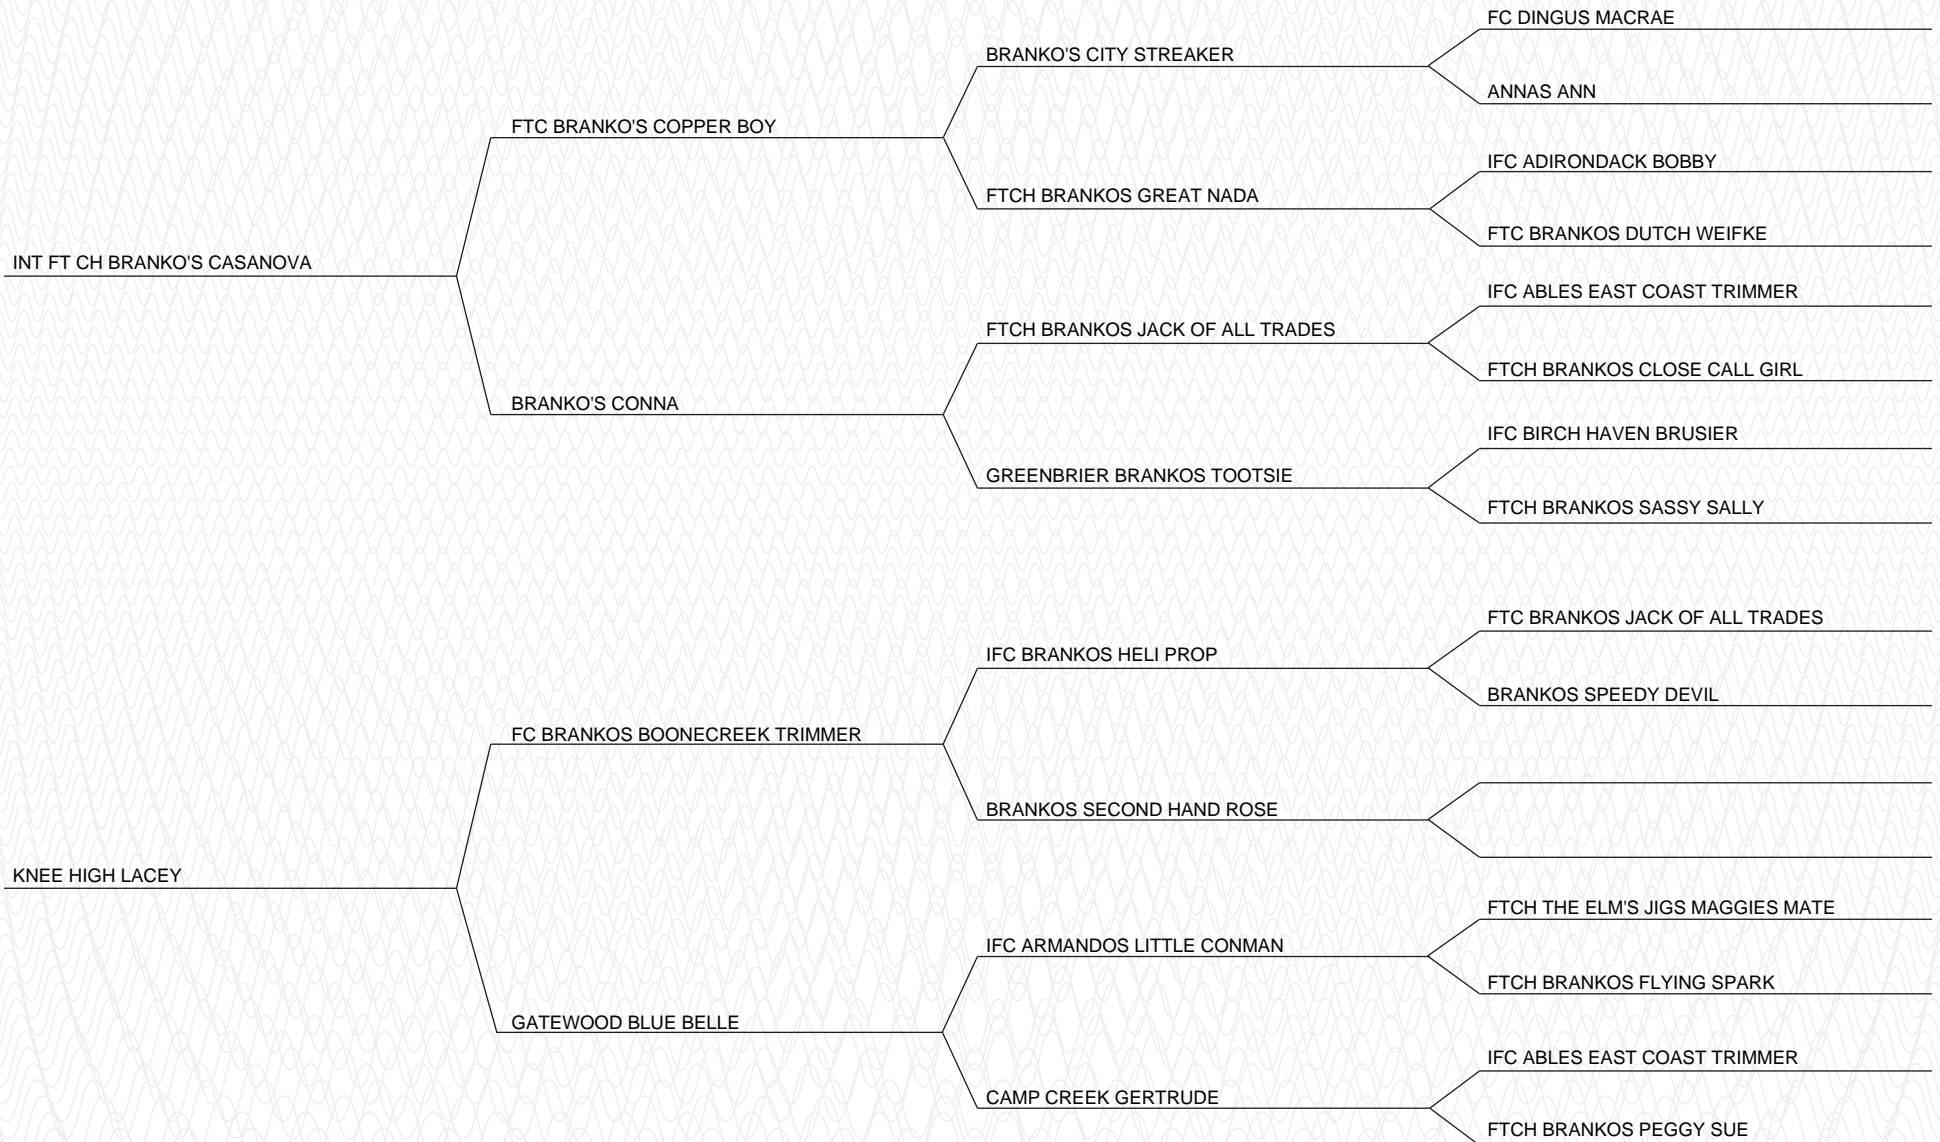 FC DINGUS MACRAE
BRANKO'S CITY STREAKER
ANNAS ANN
FTC BRANKO'S COPPER BOY
IFC ADIRONDACK BOBBY
FTCH BRANKOS GREAT NADA
FTC BRANKOS DUTCH WEIFKE
INT FT CH BRANKO'S CASANOVA
IFC ABLES EAST COAST TRIMMER
FTCH BRANKOS JACK OF ALL TRADES
FTCH BRANKOS CLOSE CALL GIRL
BRANKO'S CONNA
IFC BIRCH HAVEN BRUSIER
GREENBRIER BRANKOS TOOTSIE
FTCH BRANKOS SASSY SALLY
FTC BRANKOS JACK OF ALL TRADES
IFC BRANKOS HELI PROP
BRANKOS SPEEDY DEVIL
FC BRANKOS BOONECREEK TRIMMER
BRANKOS SECOND HAND ROSE
KNEE HIGH LACEY
FTCH THE ELM'S JIGS MAGGIES MATE
IFC ARMANDOS LITTLE CONMAN
FTCH BRANKOS FLYING SPARK
GATEWOOD BLUE BELLE
IFC ABLES EAST COAST TRIMMER
CAMP CREEK GERTRUDE
FTCH BRANKOS PEGGY SUE